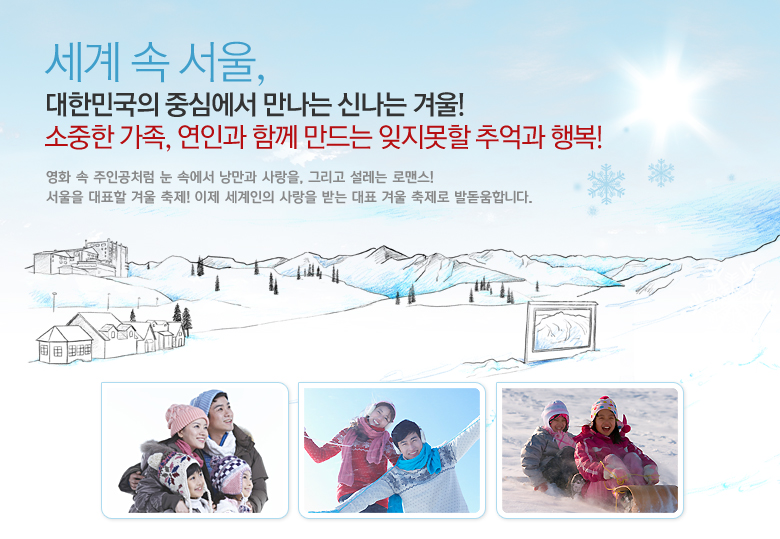 세계 속 서울,
대한민국의 중심에서 만나는 신나는 겨울!
소중한 가족, 연인과 함께 만드는 잊지못할 추억과 행복!
영화 속 주인공처럼 눈 속에서 낭만과 사랑을, 그리고 설레는 로맨스!
서울을 대표할 겨울 축제! 이제 세계인의 사랑을 받는 대표 겨울 축제로 발돋움합니다.